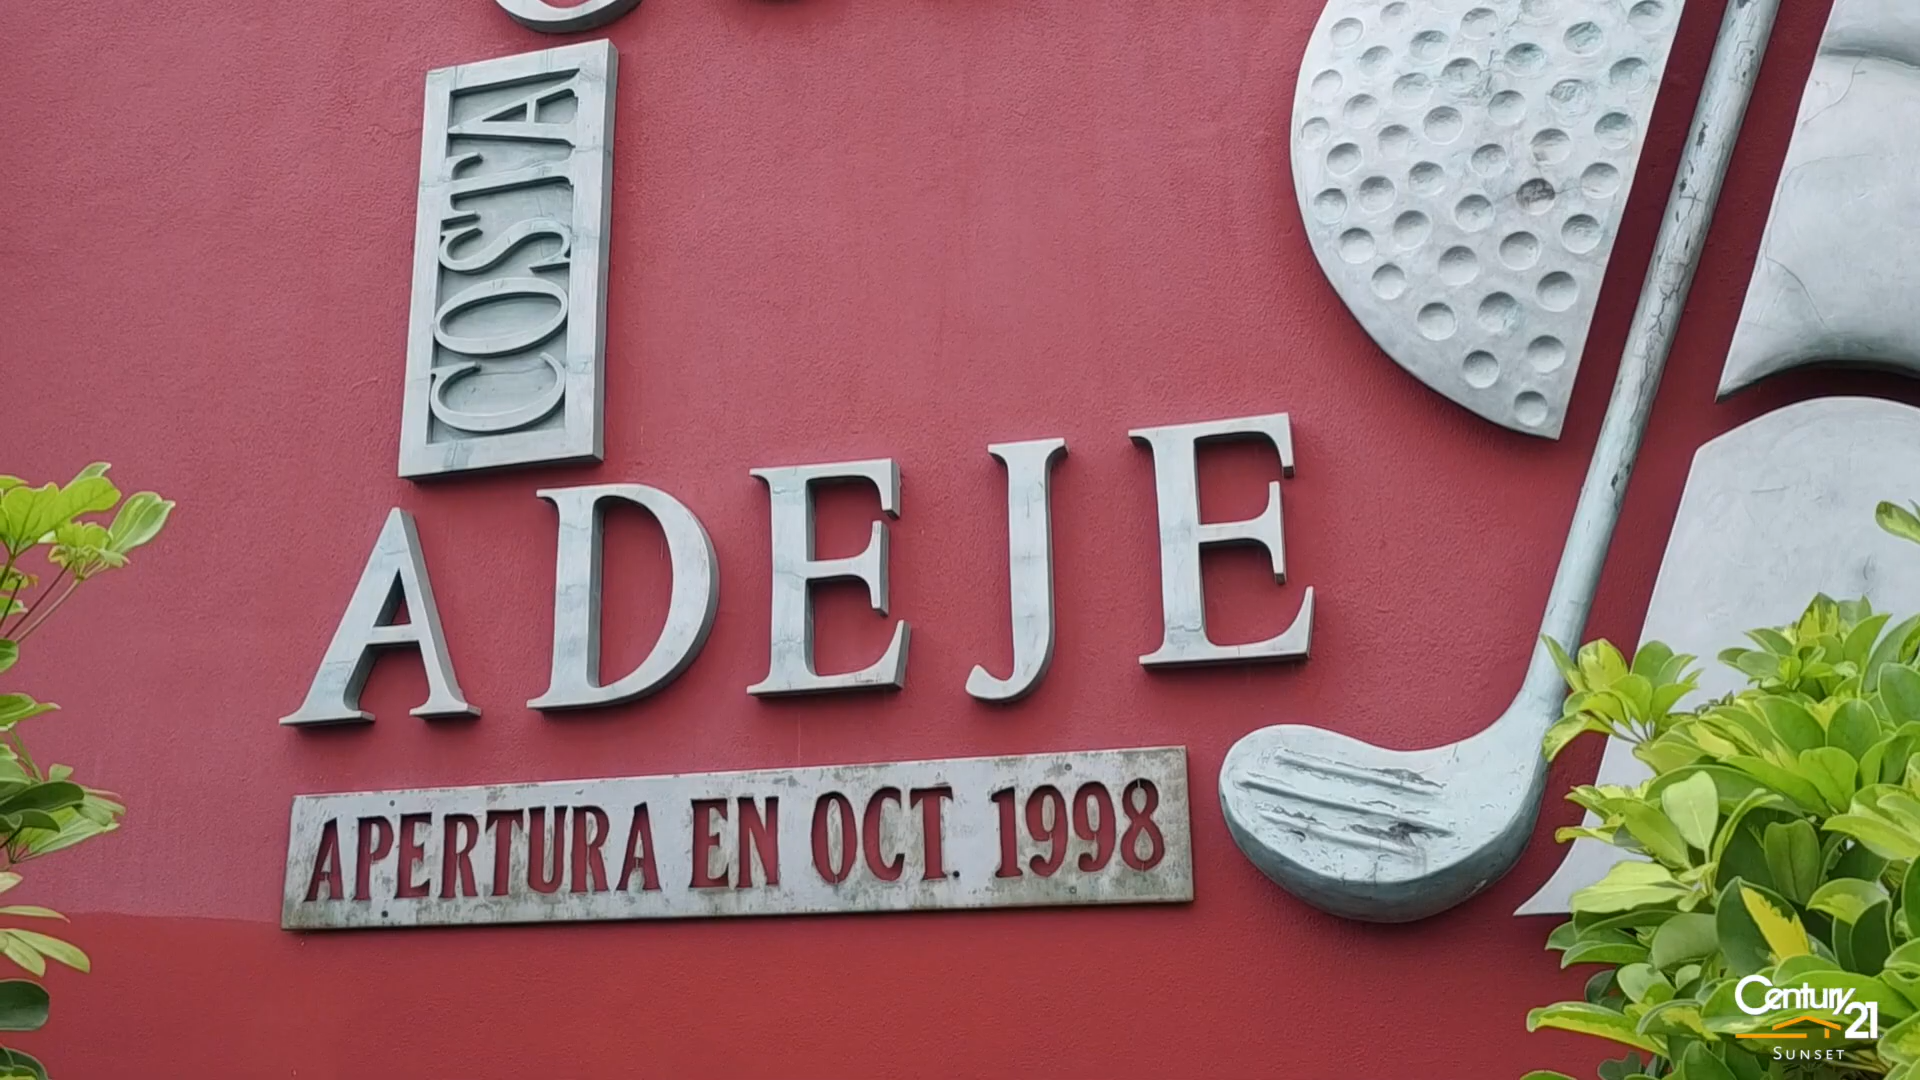 COSTA
ADEJE
APERTURA EN OCT. 1998
Century 21
SUNSET